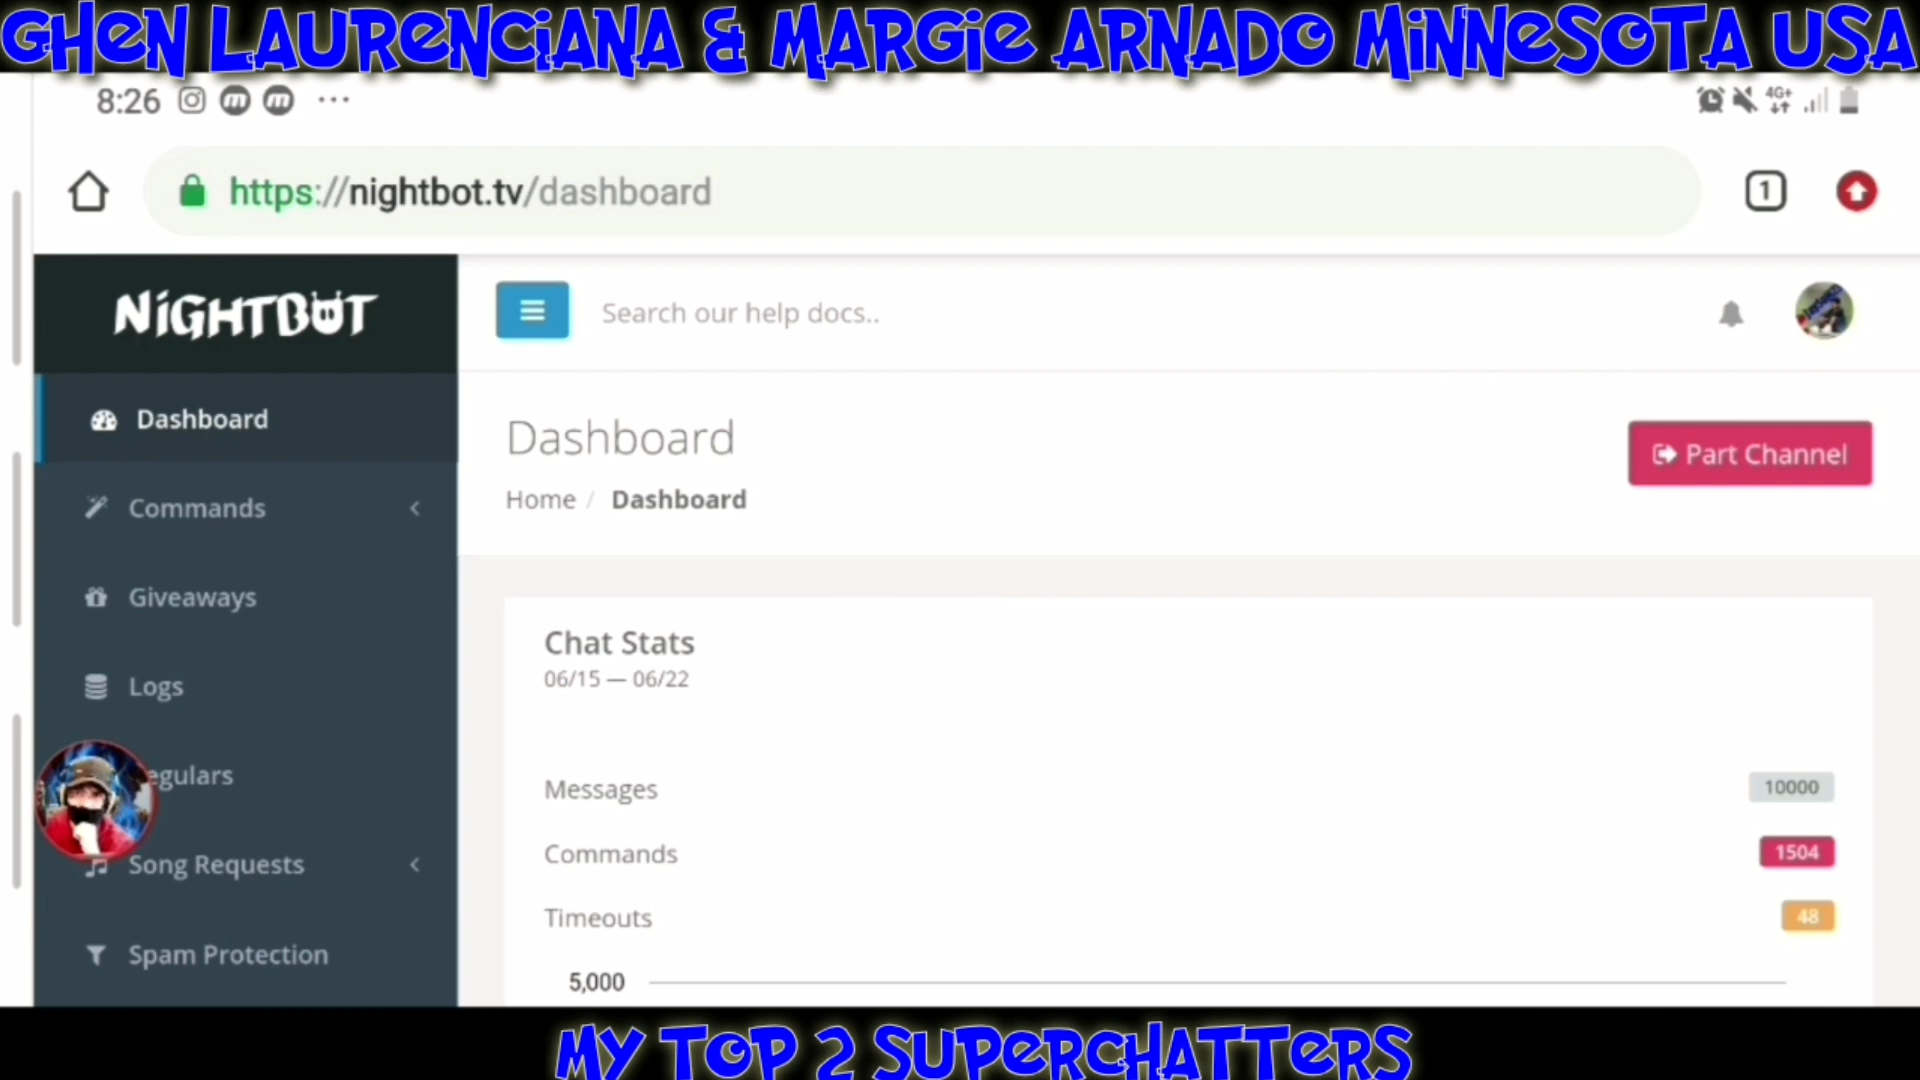 GHEN LAURENCIANA & MARGIE ARNADO MINNESOTA USA
8:26
4G+
https://nightbot.tv/dashboard
1
NIGHTBOT
Search our help docs..
Dashboard
Dashboard
Part Channel
Home / Dashboard
Commands
Giveaways
Chat Stats
06/15 — 06/22
Logs
egulars
Messages 10000
Commands 1504
Song Requests
Timeouts 48
Spam Protection
5,000
MY TOP 2 SUPERCHATTERS